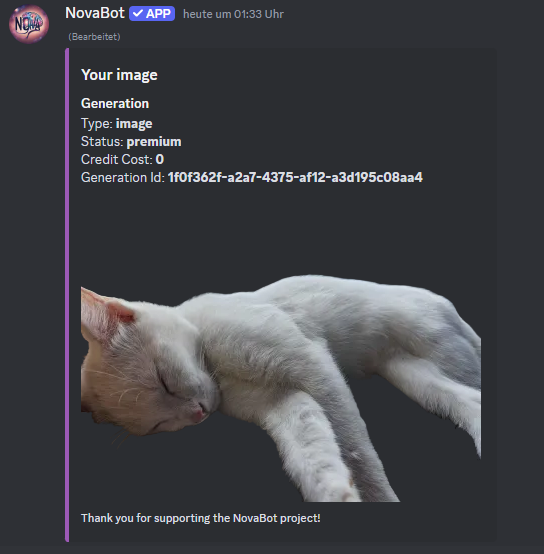 NovaBot ✓ APP heute um 01:33 Uhr
(Bearbeitet)
Your image
Generation
Type: image
Status: premium
Credit Cost: 0
Generation Id: 1f0f362f-a2a7-4375-af12-a3d195c08aa4
Thank you for supporting the NovaBot project!